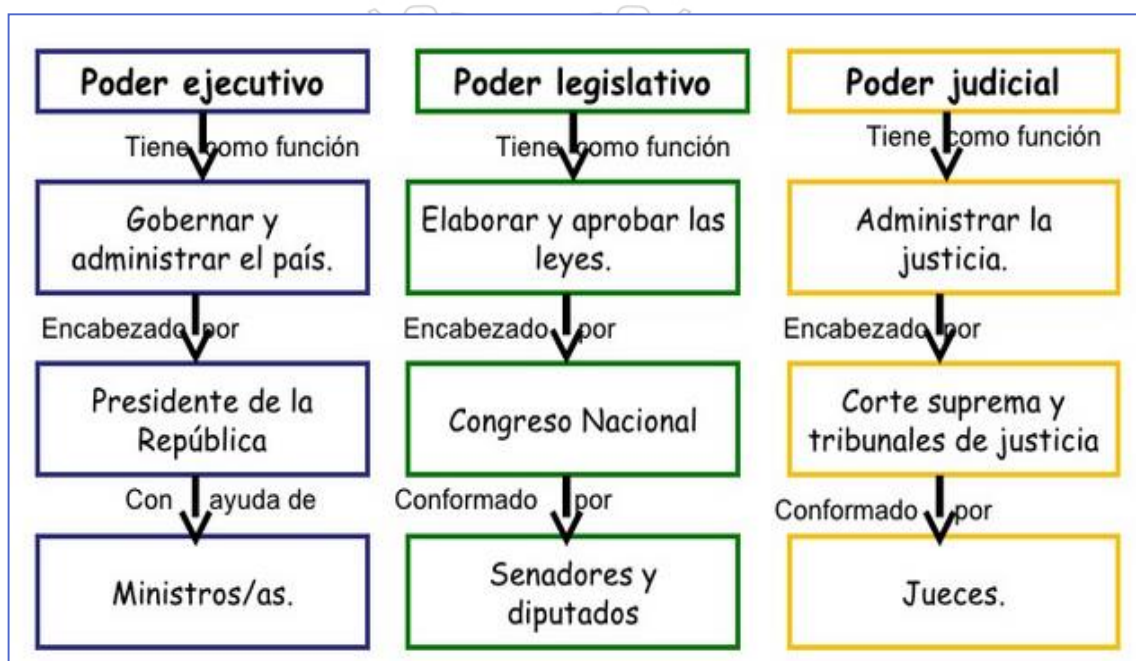 Poder ejecutivo
Tiene como función
Gobernar y
administrar el país.
Encabezado por
Presidente de la
República
Con ayuda de
Ministros/as.
Poder legislativo
Tiene como función
Elaborar y aprobar las
leyes.
Encabezado por
Congreso Nacional
Conformado por
Senadores y
diputados
Poder judicial
Tiene como función
Administrar la
justicia.
Encabezado por
Corte suprema y
tribunales de justicia
Conformado por
Jueces.